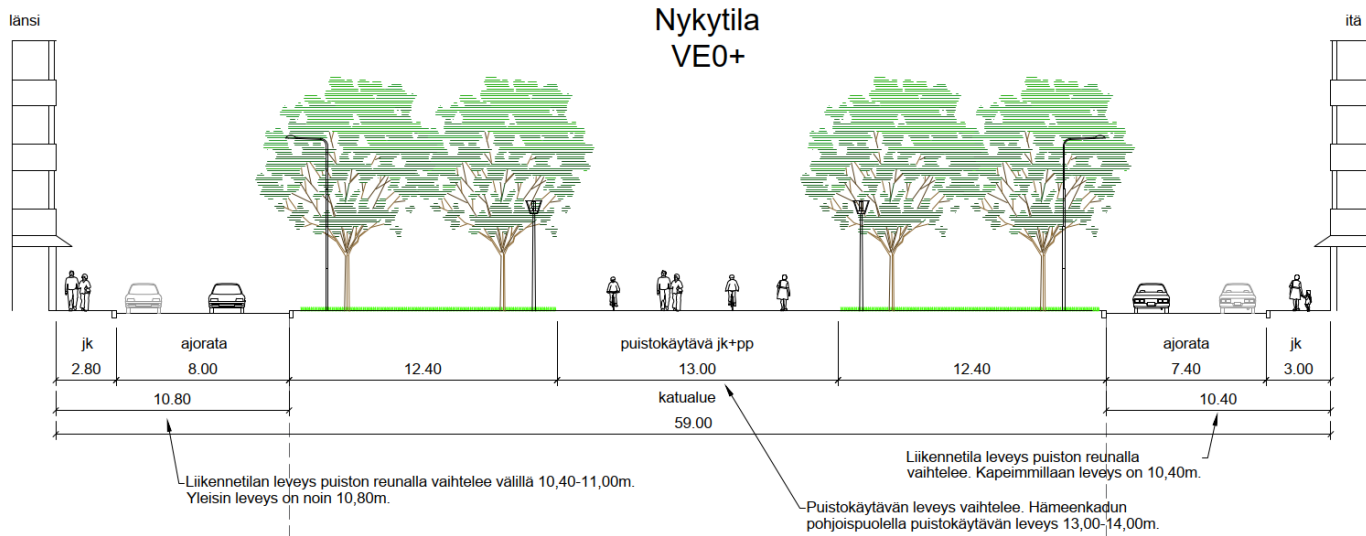 Nykytila
VE0+
länsi
itä
jk
ajorata
puistokäytävä jk+pp
ajorata
jk
2.80
8.00
12.40
13.00
12.40
7.40
3.00
10.80
katualue
10.40
59.00
Liikennetilan leveys puiston reunalla vaihtelee välillä 10,40-11,00m.
Yleisin leveys on noin 10,80m.
Liikennetila leveys puiston reunalla
vaihtelee. Kapeimmillaan leveys on 10,40m.
Puistokäytävän leveys vaihtelee. Hämeenkadun
pohjoispuolella puistokäytävän leveys 13,00-14,00m.